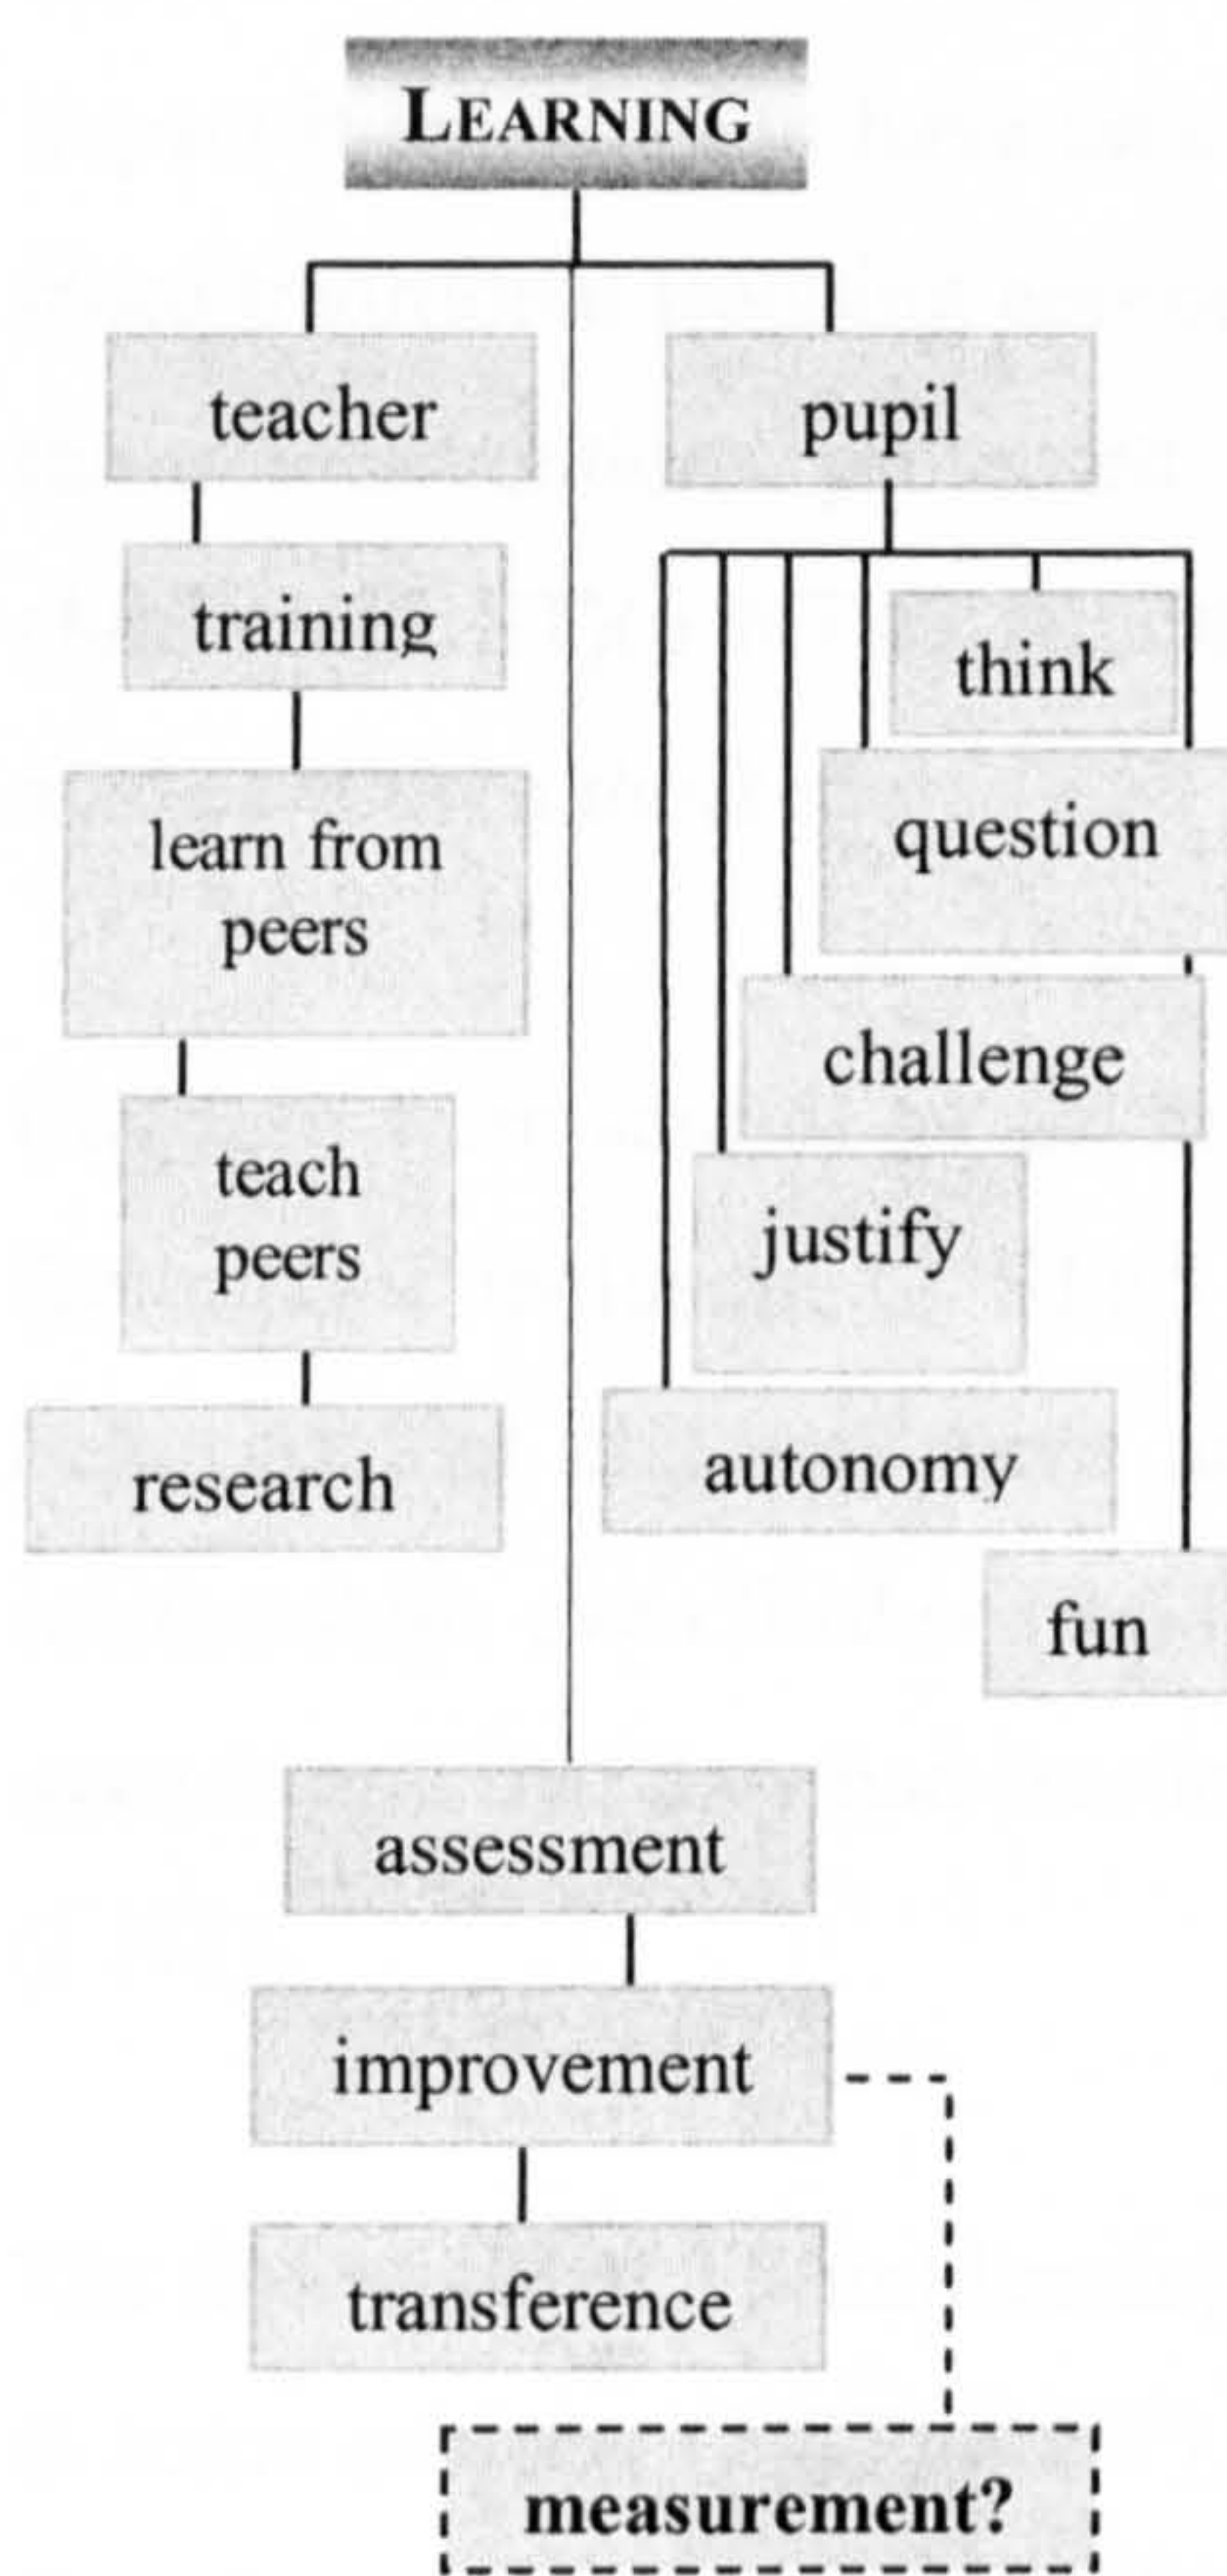 LEARNING
teacher
pupil
training
learn from
peers
teach
peers
research
think
question
challenge
justify
autonomy
fun
assessment
improvement
transference
measurement?